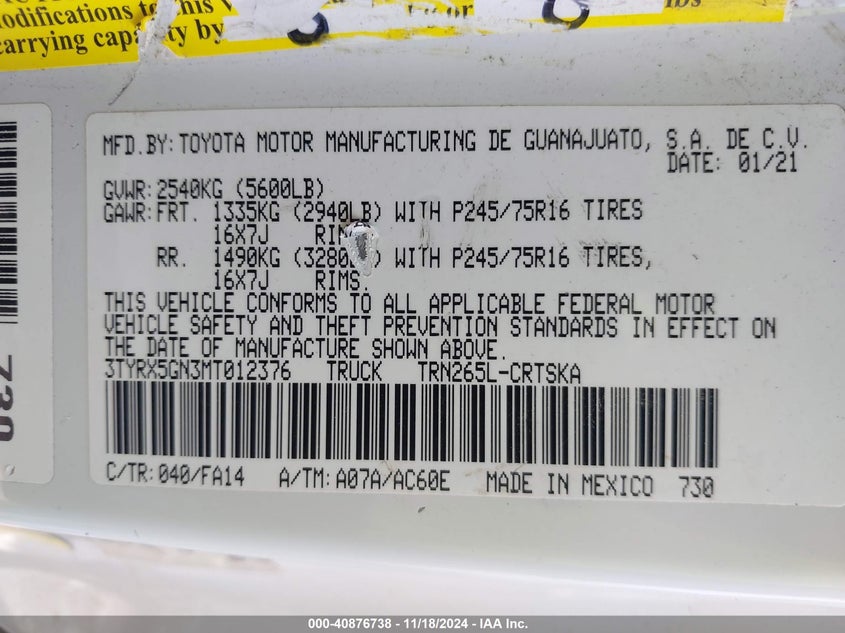 odifications to this V
carrying capacity by
lbs
MFD.BY: TOYOTA MOTOR MANUFACTURING DE GUANAJUATO, S.A. DE C.V.
DATE: 01/21
GVWR: 2540KG (5600LB)
GAWR: FRT. 1335KG (2940LB) WITH P245/75R16 TIRES
16X7J
RR. 1490KG WITH P245/75R16 TIRES,
16X7J RIMS.
THIS VEHICLE CONFORMS TO ALL APPLICABLE FEDERAL MOTOR
VEHICLE SAFETY AND THEFT PREVENTION STANDARDS IN EFFECT ON
THE DATE OF MANUFACTURE SHOWN ABOVE.
3TYRX5GN3MT012376 TRUCK TRN265L-CRTSKA
C/TR: 040/FA14 A/TM: A07A/AC60E MADE IN MEXICO 730
730
000-40876738 - 11/18/2024 - IAA Inc.